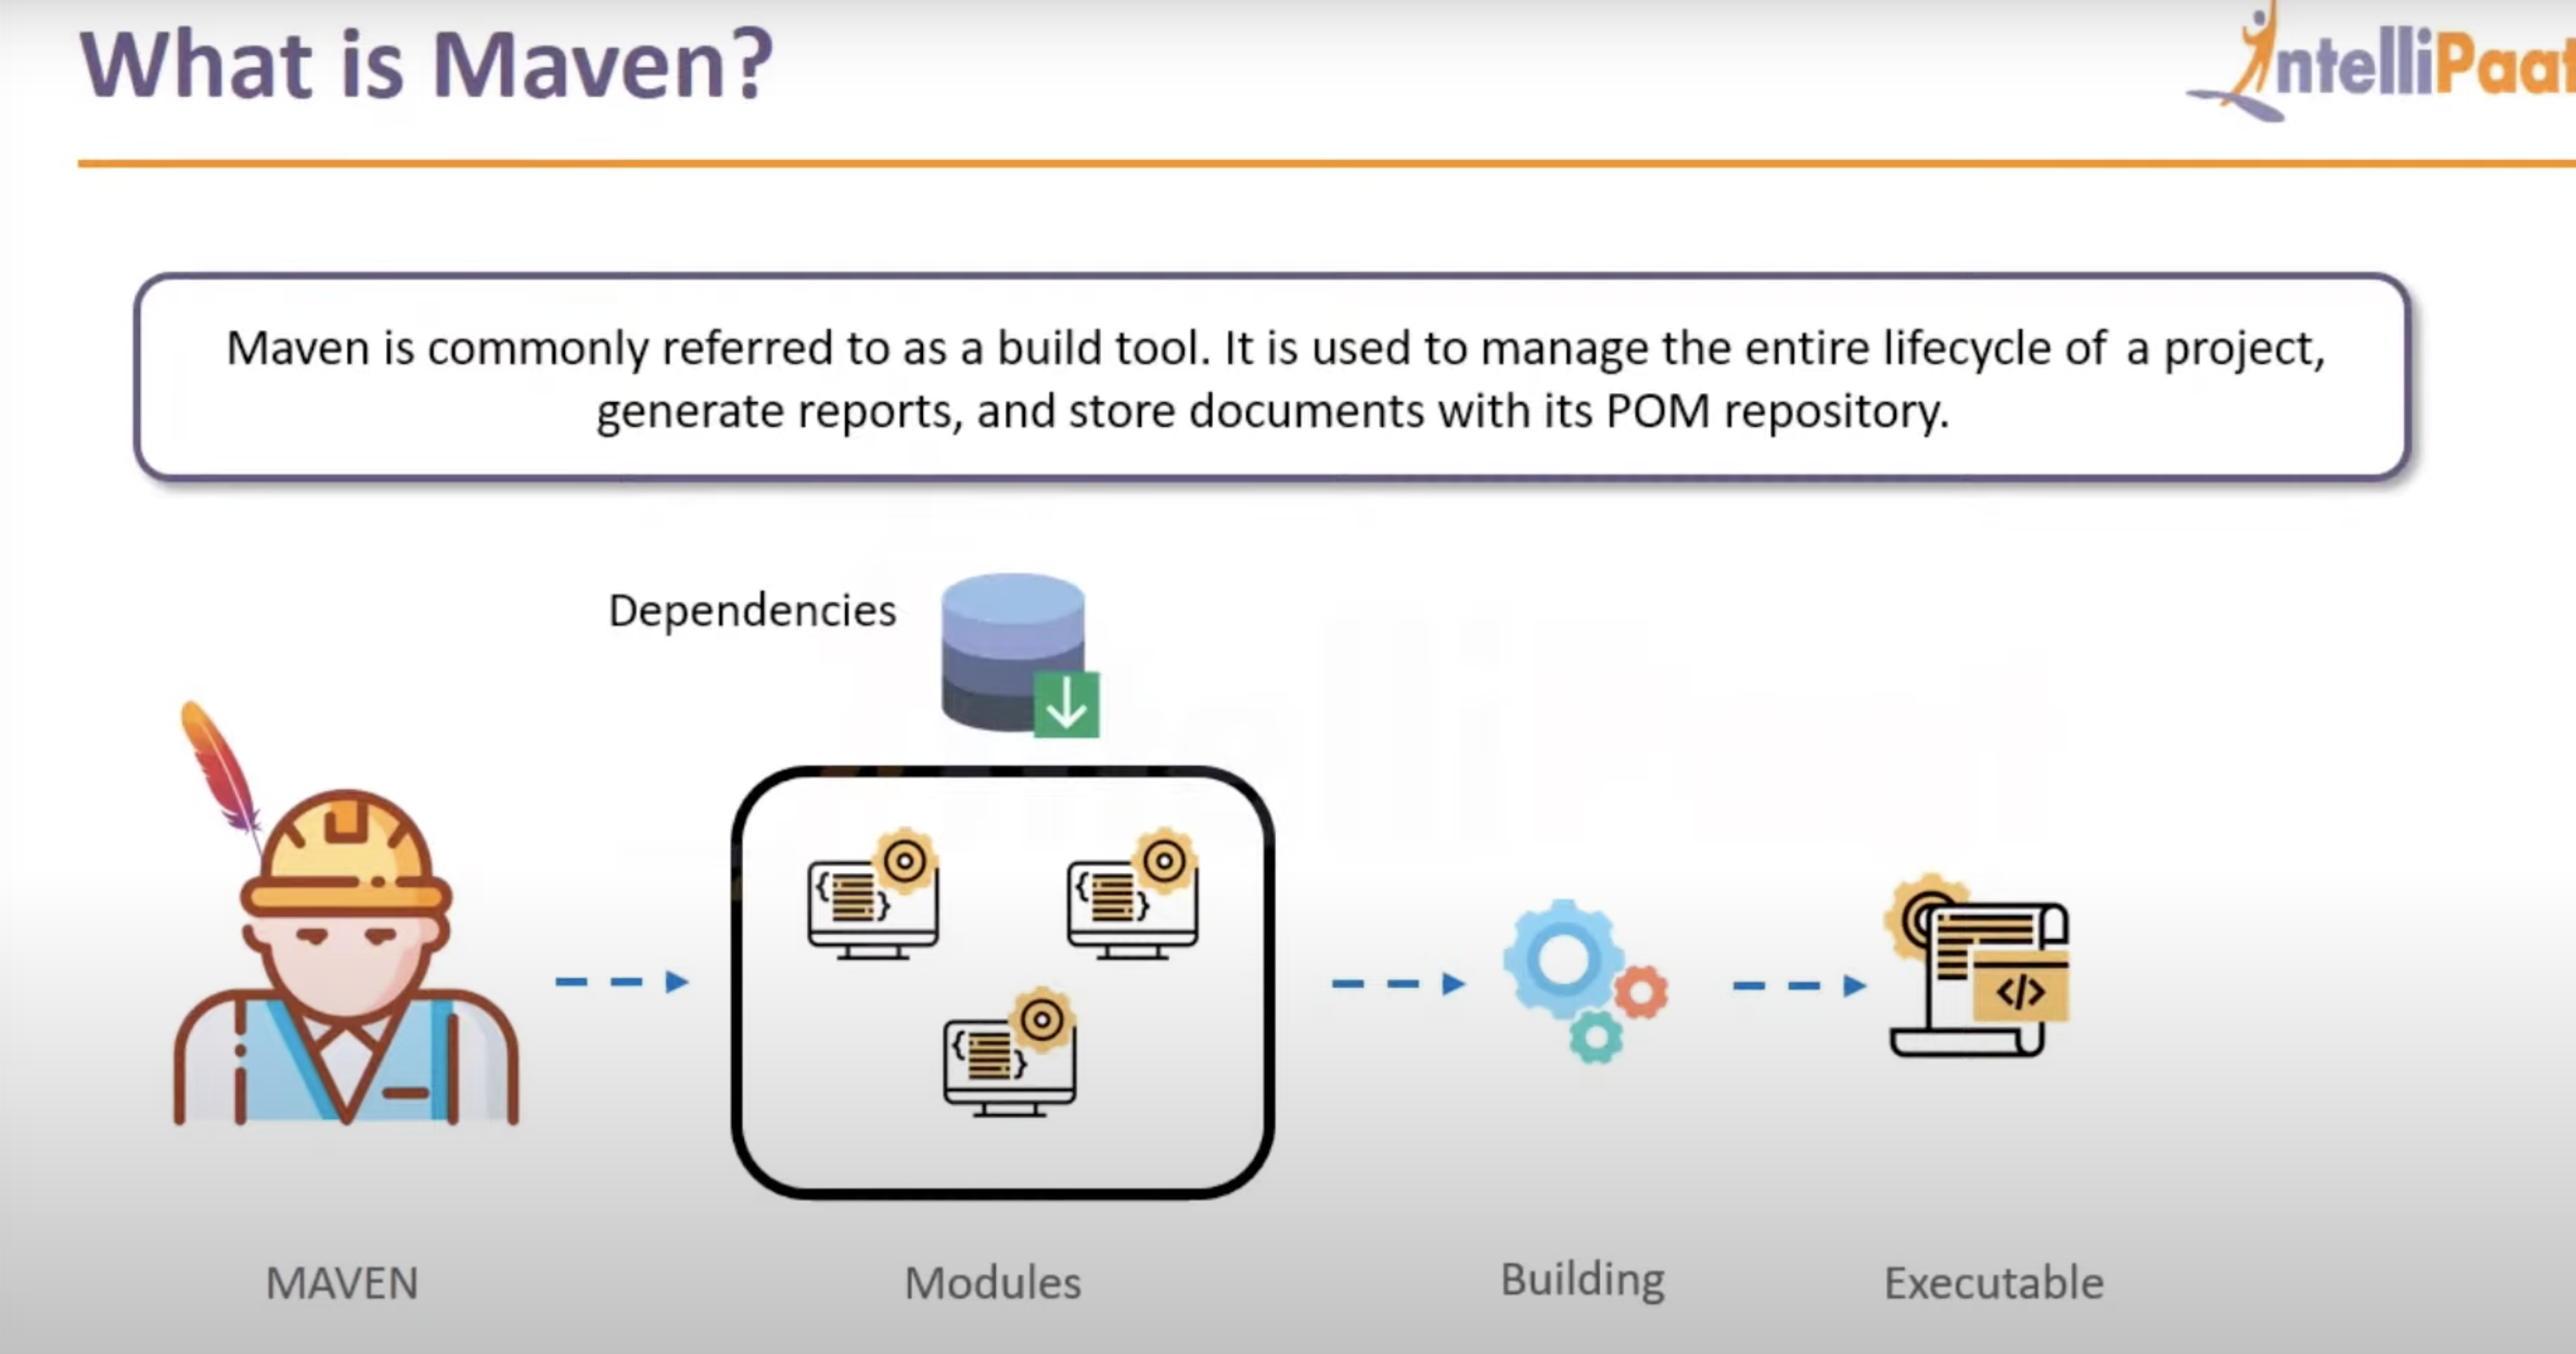 What is Maven?
IntelliPaat
Maven is commonly referred to as a build tool. It is used to manage the entire lifecycle of a project,
generate reports, and store documents with its POM repository.
Dependencies
MAVEN
Modules
Building
Executable